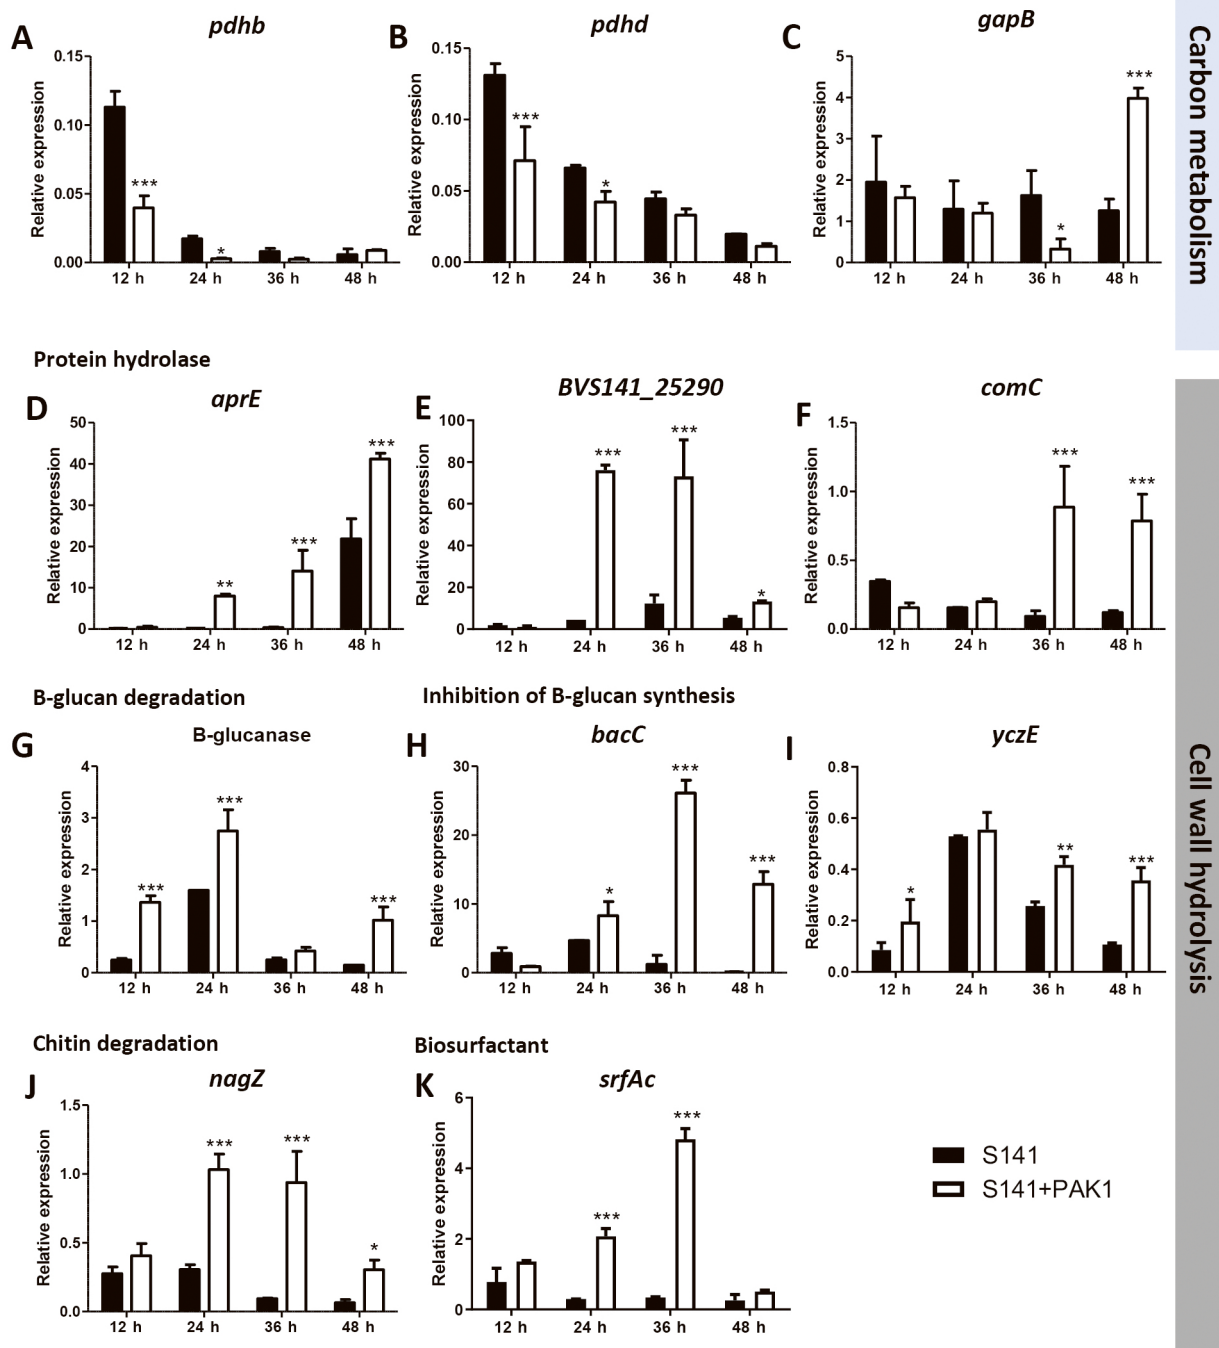 A
pdhb
0.15
0.10
0.05
0.00
Relative expression
***
*
12 h
24 h
36 h
48 h
B
pdhd
0.15
0.10
0.05
0.00
Relative expression
***
*
12 h
24 h
36 h
48 h
C
gapB
5
4
3
2
1
0
Relative expression
*
***
12 h
24 h
36 h
48 h
Carbon metabolism
Protein hydrolase
D
aprE
50
40
30
20
10
0
Relative expression
**
***
***
12 h
24 h
36 h
48 h
E
BVS141_25290
100
80
60
40
20
0
Relative expression
***
***
*
12 h
24 h
36 h
48 h
F
comC
1.5
1.0
0.5
0.0
Relative expression
***
***
12 h
24 h
36 h
48 h
B-glucan degradation
G
B-glucanase
4
3
2
1
0
Relative expression
***
***
***
12 h
24 h
36 h
48 h
Inhibition of B-glucan synthesis
H
bacC
30
20
10
0
Relative expression
*
***
***
12 h
24 h
36 h
48 h
I
yczE
0.8
0.6
0.4
0.2
0.0
Relative expression
*
**
***
12 h
24 h
36 h
48 h
Cell wall hydrolysis
Chitin degradation
J
nagZ
1.5
1.0
0.5
0.0
Relative expression
***
***
*
12 h
24 h
36 h
48 h
Biosurfactant
K
srfAc
6
4
2
0
Relative expression
***
***
12 h
24 h
36 h
48 h
S141
S141+PAK1